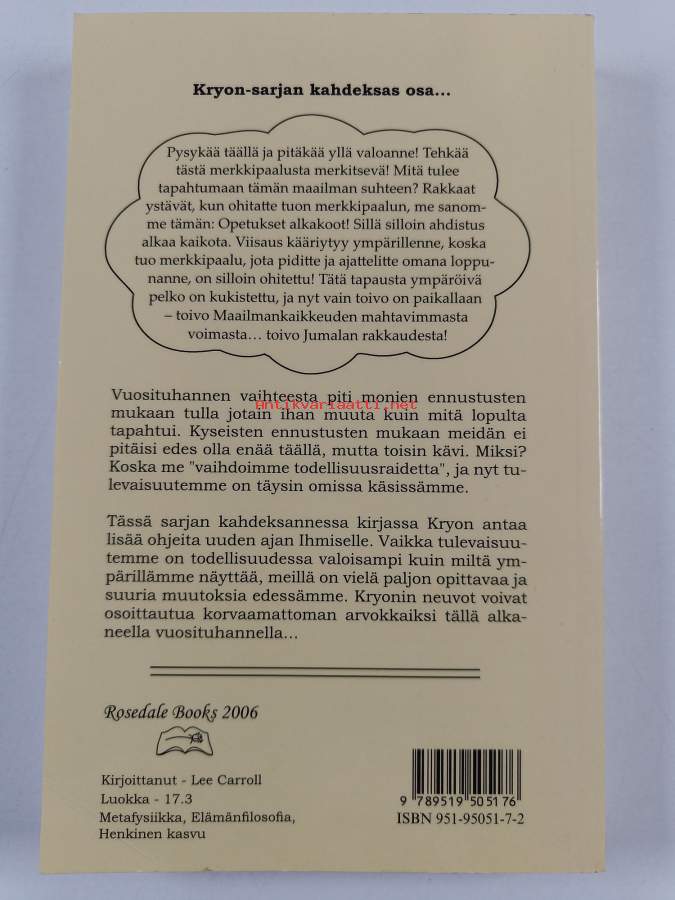 Kryon-sarjan kahdeksas osa...
Pysykää täällä ja pitäkää yllä valoanne! Tehkää
tästä merkkipaalusta merkitsevä! Mitä tulee
tapahtumaan tämän maailman suhteen? Rakkaat
ystävät, kun ohitatte tuon merkkipaalun, me sanom-
me tämän: Opetukset alkakoot! Sillä silloin ahdistus
alkaa kaikota. Viisaus kääriytyy ympärillenne, koska
tuo merkkipaalu, jota piditte ja ajattelitte omana loppu-
nanne, on silloin ohitettu! Tätä tapausta ympäröivä
pelko on kukistettu, ja nyt vain toivo on paikallaan
– toivo Maailmankaikkeuden mahtavimmasta
voimasta… toivo Jumalan rakkaudesta!
Vuosituhannen vaihteesta piti monien ennustusten
Antikvariaatti.net
mukaan tulla jotain ihan muuta kuin mitä lopulta
tapahtui. Kyseisten ennustusten mukaan meidän ei
pitäisi edes olla enää täällä, mutta toisin kävi. Miksi?
Koska me "vaihdoimme todellisuusraidetta", ja nyt tu-
levaisuutemme on täysin omissa käsissämme.
Tässä sarjan kahdeksannessa kirjassa Kryon antaa
lisää ohjeita uuden ajan Ihmiselle. Vaikka tulevaisuu-
temme on todellisuudessa valoisampi kuin miltä ym-
pärillämme näyttää, meillä on vielä paljon opittavaa ja
suuria muutoksia edessämme. Kryonin neuvot voivat
osoittautua korvaamattoman arvokkaiksi tällä alka-
neella vuosituhannella...
Rosedale Books 2006
Kirjoittanut - Lee Carroll
Luokka - 17.3
Metafysiikka, Elämänfilosofia,
Henkinen kasvu
9 789519 505176
ISBN 951-95051-7-2